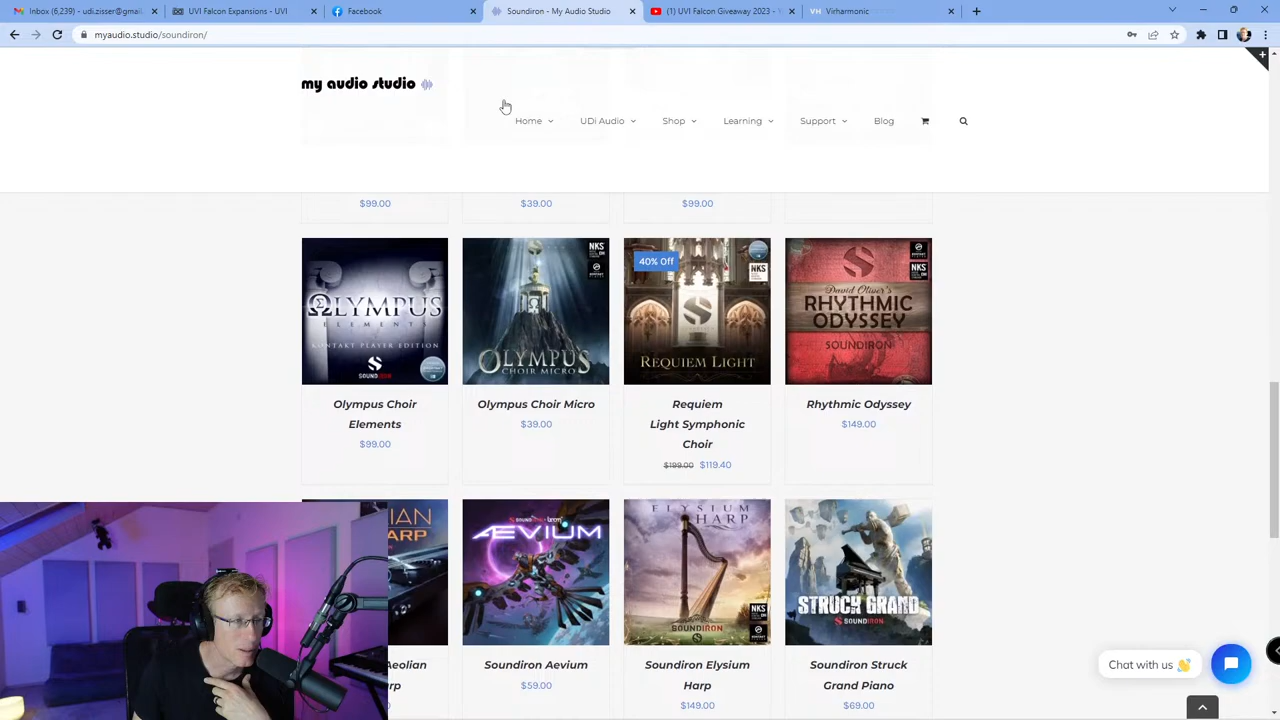 Inbox (6,239) - udi.zisser@gmail
UVI Falcon Expansions - UVI
Facebook
Soundiron - My Audio Studio
(1) UVI Falcon Giveaway 2023 - Y
Virharmonic
myaudio.studio/soundiron/
my audio studio
Home
UDi Audio
Shop
Learning
Support
Blog
$99.00
$39.00
$99.00
OLYMPUS
ELEMENTS
KONTAKT PLAYER EDITION
SOUNDIRON
NKS
OLYMPUS
CHOIR MICRO
40% Off
NKS
REQUIEM LIGHT
NKS
David Oliver's
RHYTHMIC
ODYSSEY
SOUNDIRON
Olympus Choir
Elements
$99.00
Olympus Choir Micro
$39.00
Requiem
Light Symphonic
Choir
$199.00 $119.40
Rhythmic Odyssey
$149.00
IAN
ARP
SOUNDIRON
ÆVIUM
ELYSIUM
HARP
SOUNDIRON
NKS
STRUCK GRAND
SOUNDIRON
Aeolian
rp
Soundiron Aevium
$59.00
Soundiron Elysium
Harp
$149.00
Soundiron Struck
Grand Piano
$69.00
Chat with us 👋